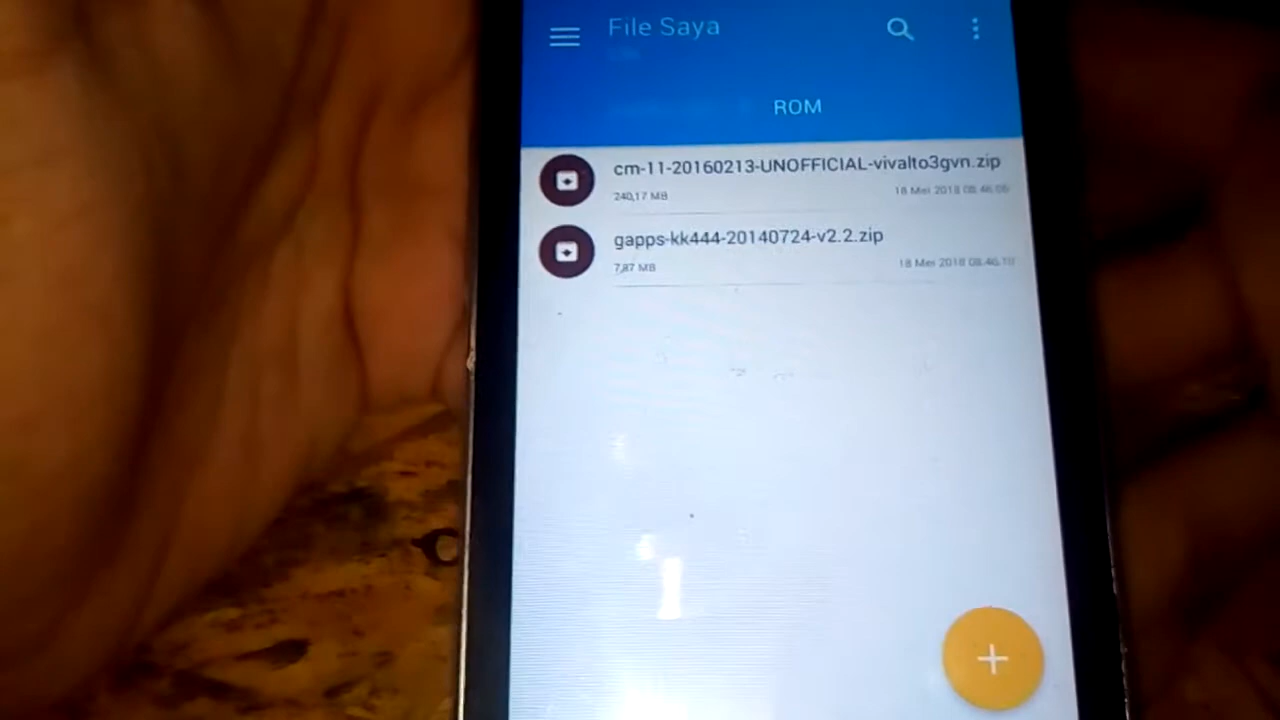 File Saya
ROM
cm-11-20160213-UNOFFICIAL-vivalto3gvn.zip
240,17 MB
18 Mei 2018 08.46.06
gapps-kk444-20140724-v2.2.zip
7,87 MB
18 Mei 2018 08.46.10